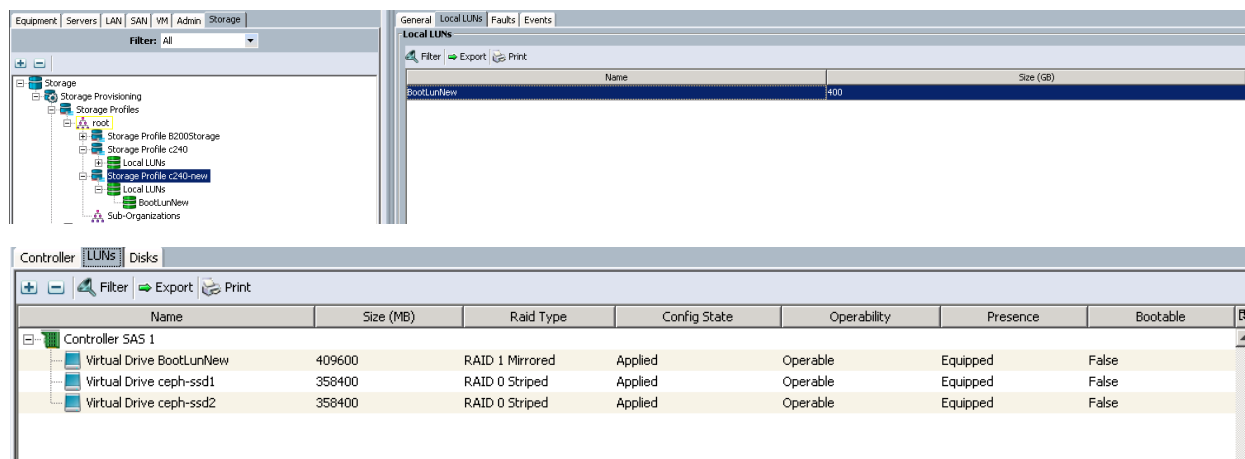 Equipment Servers LAN SAN VM Admin Storage
Filter: All
Storage
Storage Provisioning
Storage Profiles
root
Storage Profile B200Storage
Storage Profile c240
Local LUNs
Storage Profile c240-new
Local LUNs
BootLunNew
Sub-Organizations
General Local LUNs Faults Events
Local LUNs
Filter Export Print
Name Size (GB)
BootLunNew 400
Controller LUNs Disks
Filter Export Print
Name Size (MB) Raid Type Config State Operability Presence Bootable
Controller SAS 1
Virtual Drive BootLunNew 409600 RAID 1 Mirrored Applied Operable Equipped False
Virtual Drive ceph-ssd1 358400 RAID 0 Striped Applied Operable Equipped False
Virtual Drive ceph-ssd2 358400 RAID 0 Striped Applied Operable Equipped False